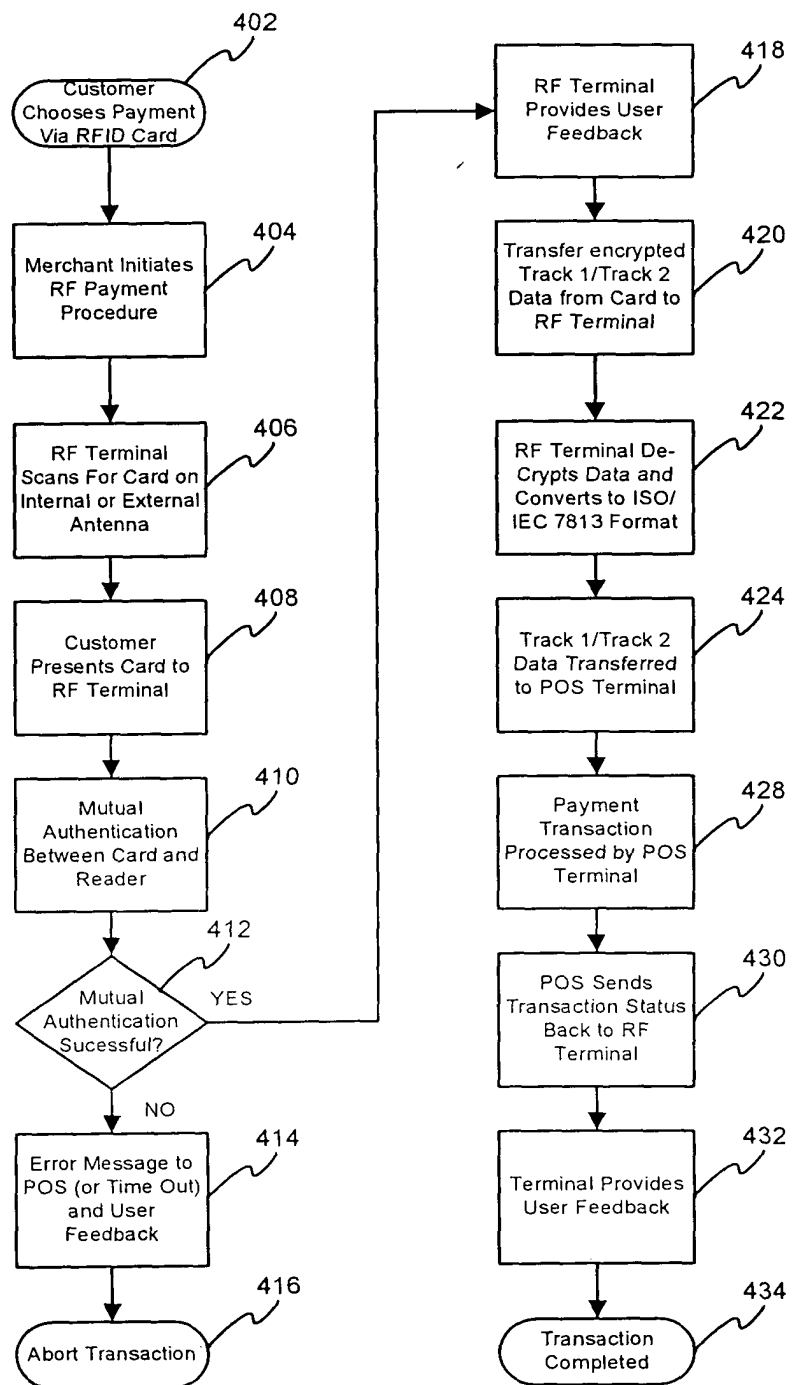 402
Customer
Chooses Payment
Via RFID Card
404
Merchant Initiates
RF Payment
Procedure
406
RF Terminal
Scans For Card on
Internal or External
Antenna
408
Customer
Presents Card to
RF Terminal
410
Mutual
Authentication
Between Card and
Reader
412
Mutual
Authentication
Sucessful?
YES
NO
414
Error Message to
POS (or Time Out)
and User
Feedback
416
Abort Transaction
418
RF Terminal
Provides User
Feedback
420
Transfer encrypted
Track 1/Track 2
Data from Card to
RF Terminal
422
RF Terminal De-
Crypts Data and
Converts to ISO/
IEC 7813 Format
424
Track 1/Track 2
Data Transferred
to POS Terminal
428
Payment
Transaction
Processed by POS
Terminal
430
POS Sends
Transaction Status
Back to RF
Terminal
432
Terminal Provides
User Feedback
434
Transaction
Completed